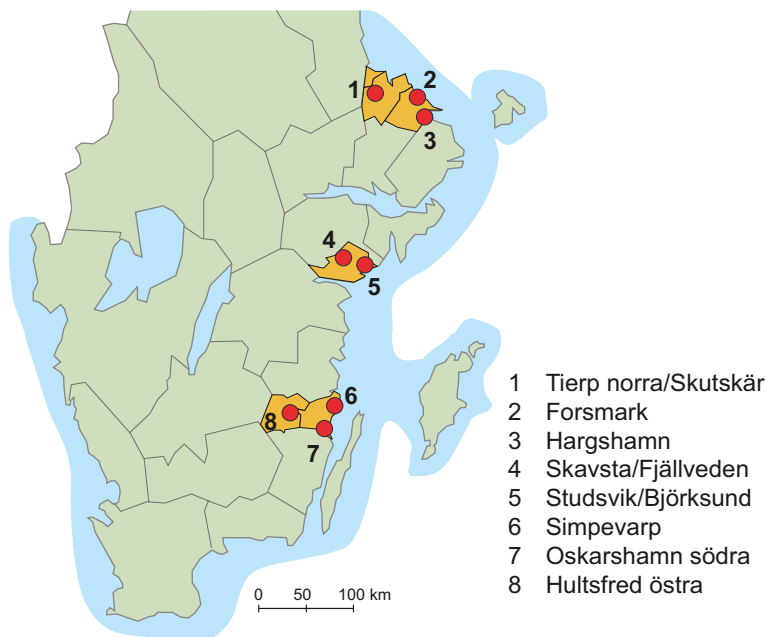 1
2
3
4
5
6
7
8
0 50 100 km
1 Tierp norra/Skutskär
2 Forsmark
3 Hargshamn
4 Skavsta/Fjällveden
5 Studsvik/Björksund
6 Simpevarp
7 Oskarshamn södra
8 Hultsfred östra